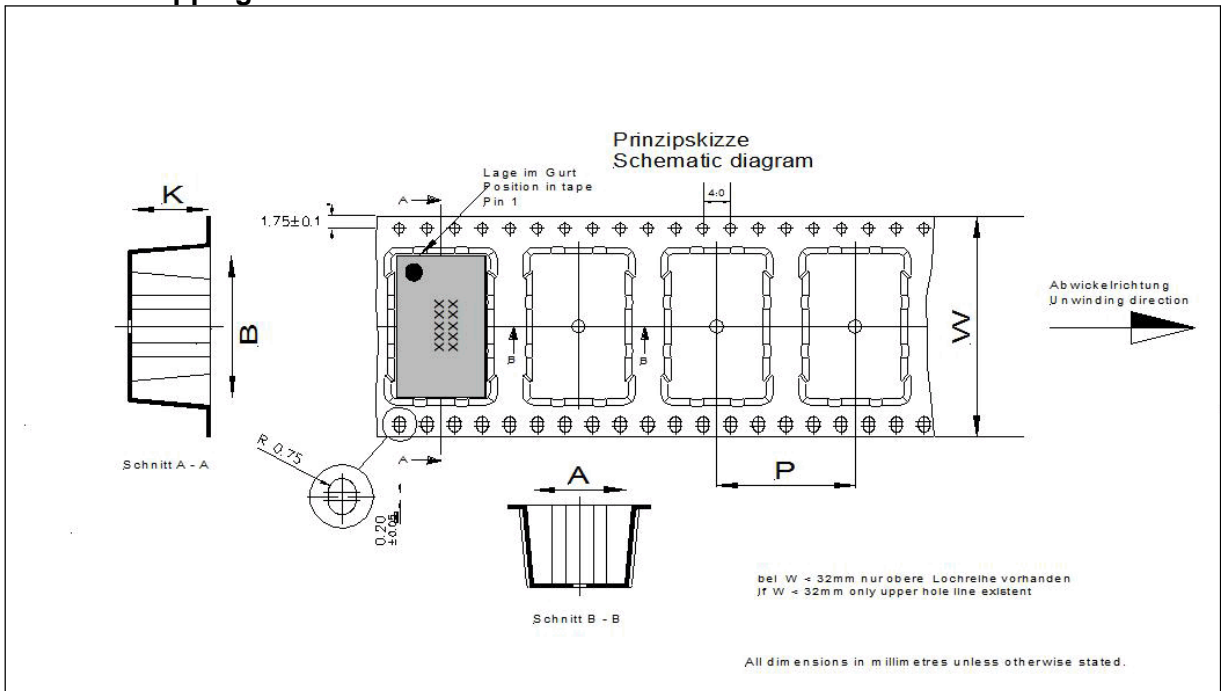 Prinzipskizze
Schematic diagram
Lage im Gurt
Position in tape
Pin 1
4.0
A
K
1.75±0.1
Abwickelrichtung
Unwinding direction
XXXXX
XXXXX
B
B
B
W
R 0.75
A
Schnitt A - A
P
A
0.20
±0.05
bei W < 32mm nur obere Lochreihe vorhanden
If W < 32mm only upper hole line existent
Schnitt B - B
All dimensions in millimetres unless otherwise stated.